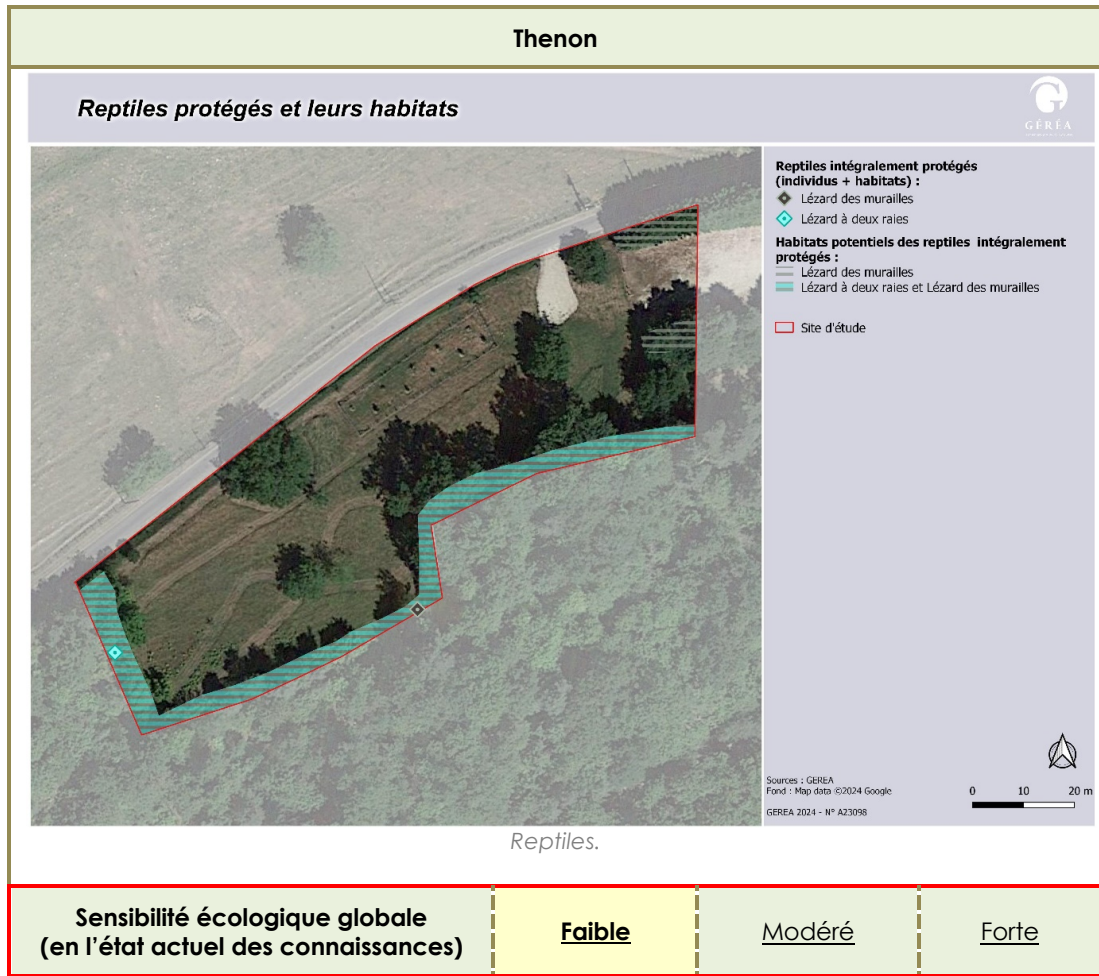 Thenon
Reptiles protégés et leurs habitats
GÉRÉA
Reptiles intégralement protégés
(individus + habitats) :
Lézard des murailles
Lézard à deux raies
Habitats potentiels des reptiles intégralement
protégés :
Lézard des murailles
Lézard à deux raies et Lézard des murailles
Site d'étude
Sources : GEREA
Fond : Map data ©2024 Google
GEREA 2024 - N° A23098
0 10 20 m
Reptiles.
Sensibilité écologique globale
(en l'état actuel des connaissances)
Faible
Modéré
Forte